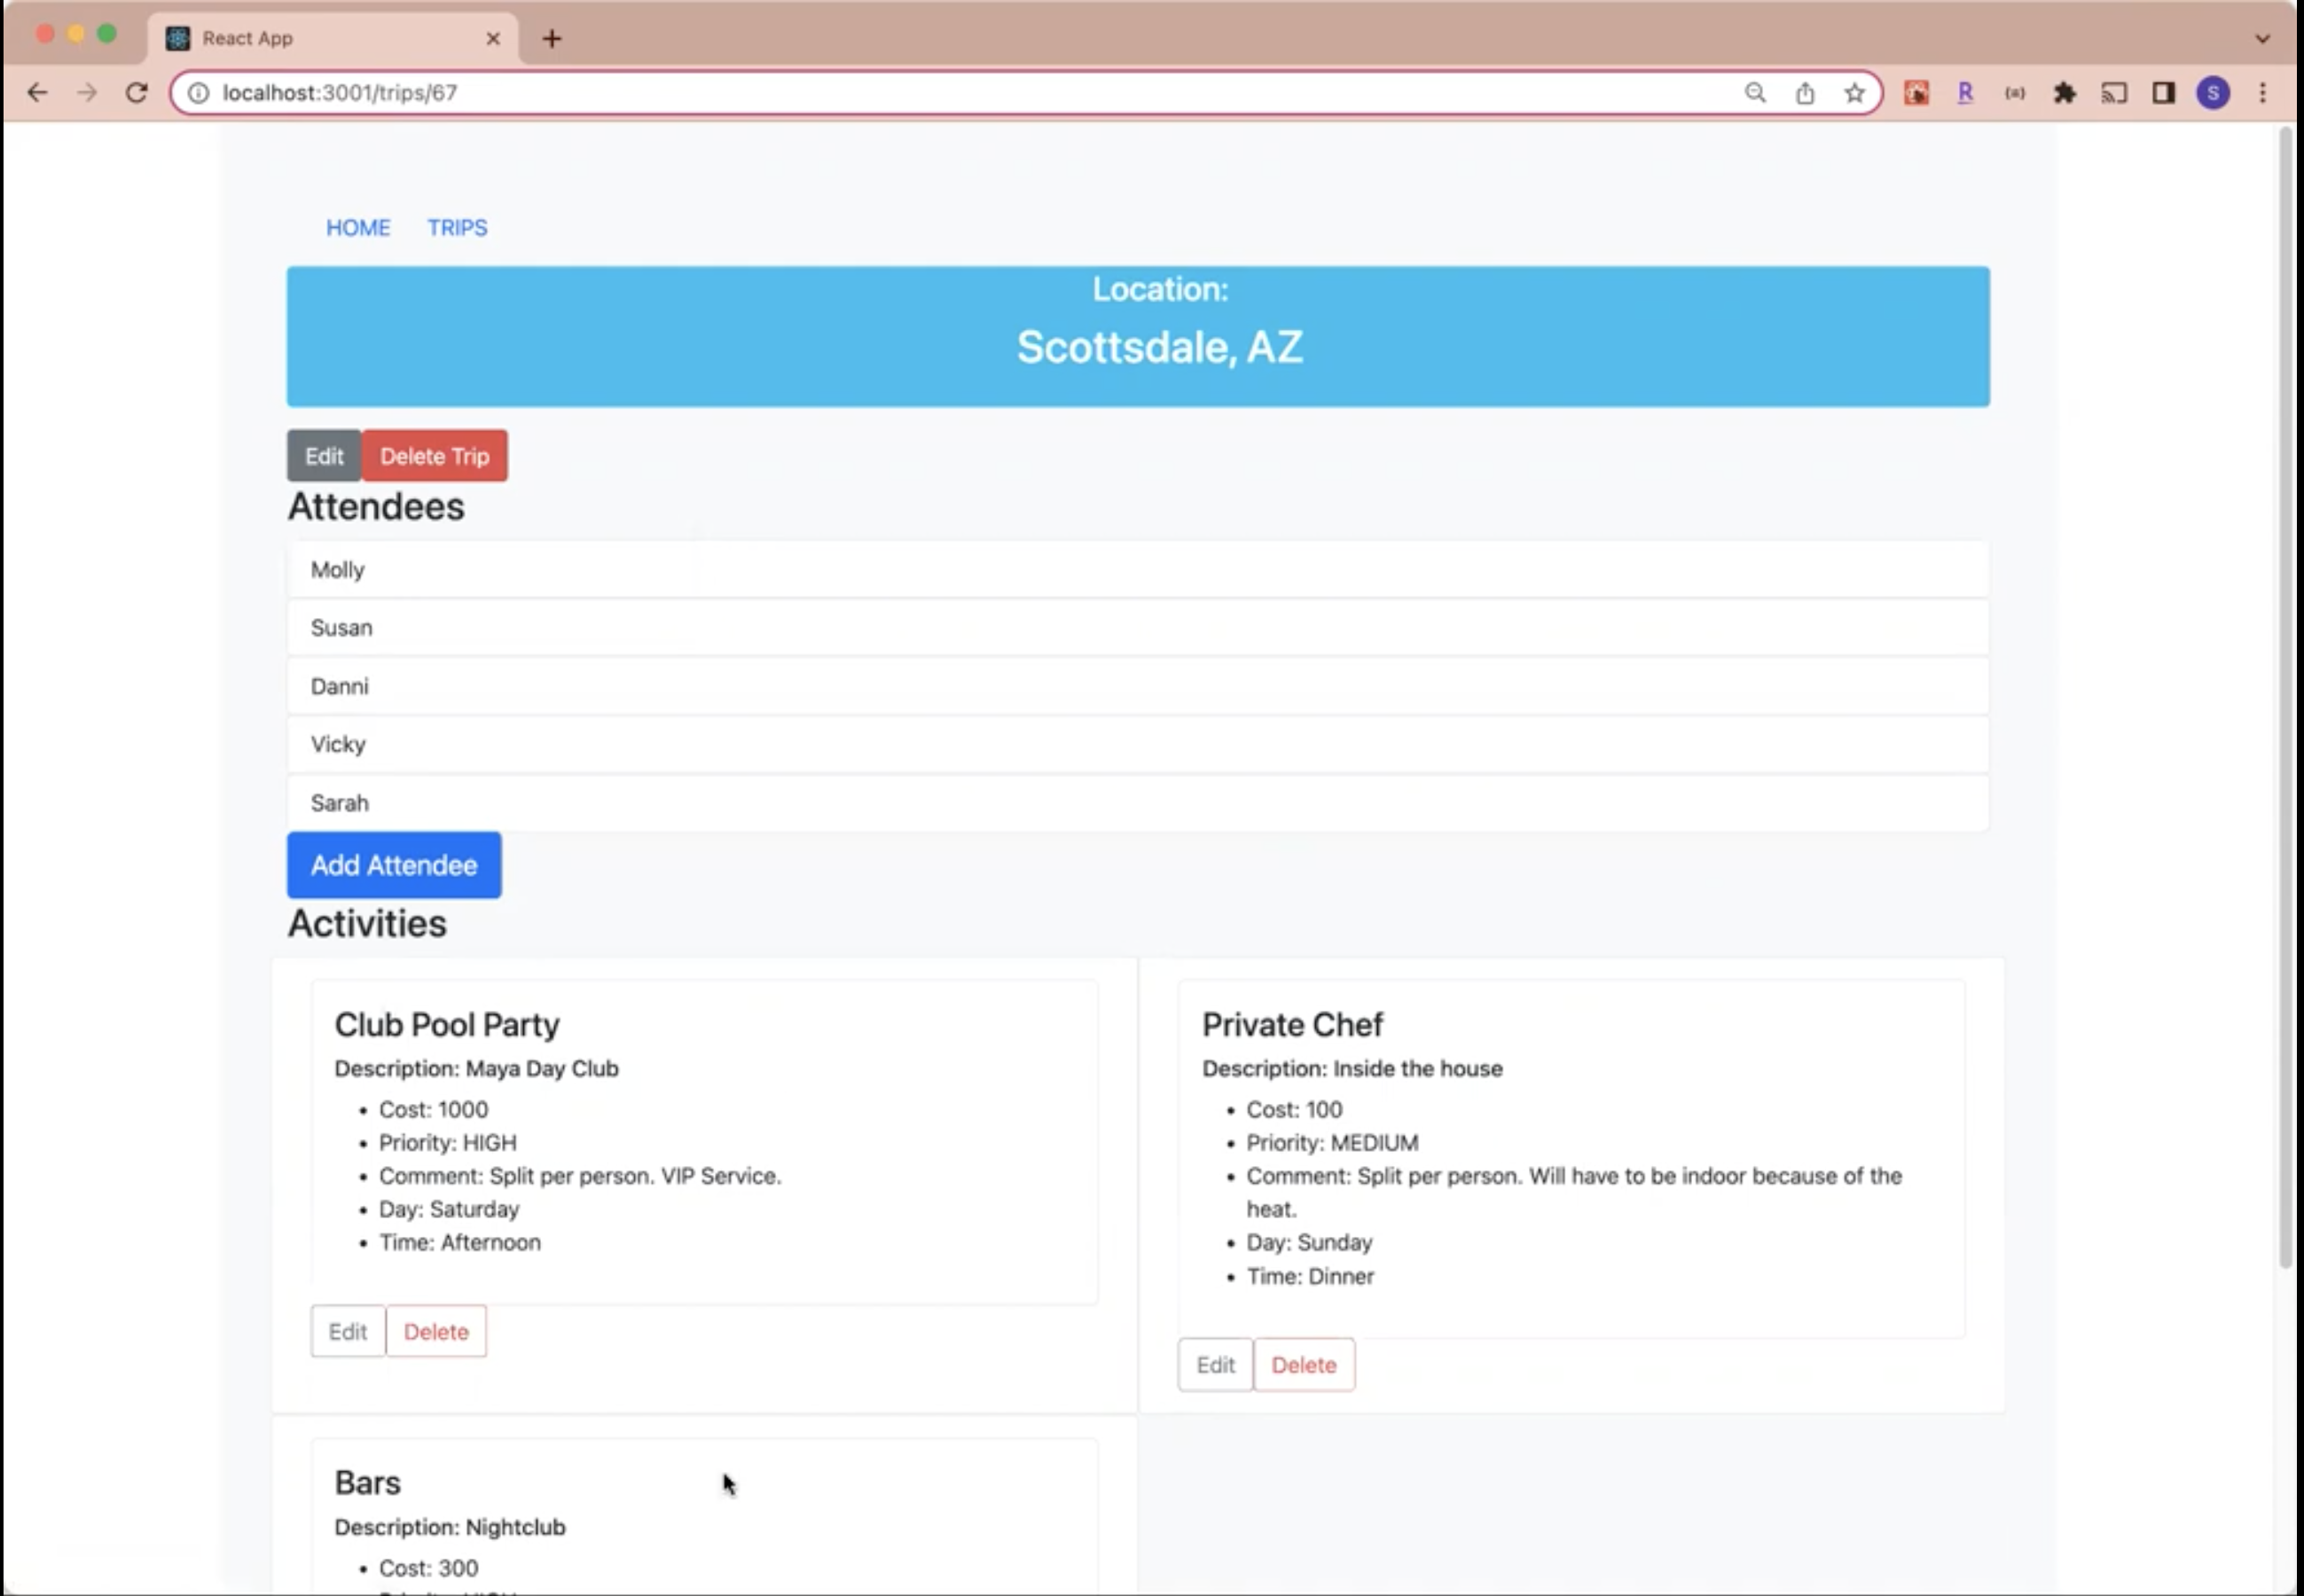 React App
localhost:3001/trips/67
R
S
HOME TRIPS
Location:
Scottsdale, AZ
Edit Delete Trip
Attendees
Molly
Susan
Danni
Vicky
Sarah
Add Attendee
Activities
Club Pool Party
Description: Maya Day Club
• Cost: 1000
• Priority: HIGH
• Comment: Split per person. VIP Service.
• Day: Saturday
• Time: Afternoon
Edit Delete
Private Chef
Description: Inside the house
• Cost: 100
• Priority: MEDIUM
• Comment: Split per person. Will have to be indoor because of the
heat.
• Day: Sunday
• Time: Dinner
Edit Delete
Bars
Description: Nightclub
• Cost: 300